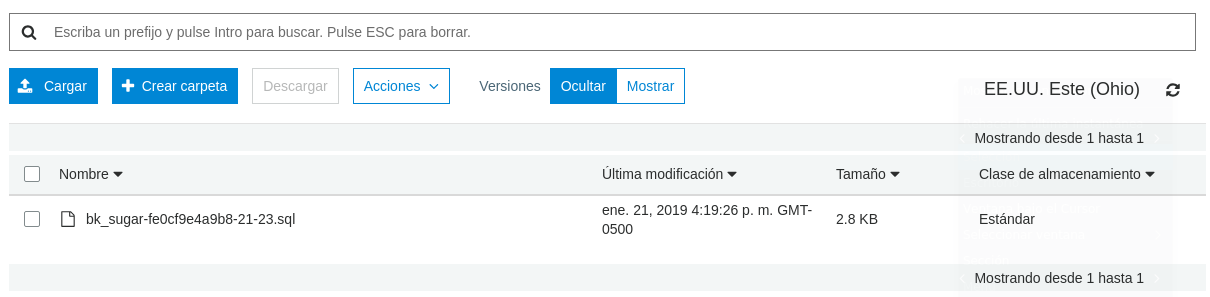 Escriba un prefijo y pulse Intro para buscar. Pulse ESC para borrar.
Cargar Crear carpeta Descargar Acciones Versiones Ocultar Mostrar EE.UU. Este (Ohio)
Mostrando desde 1 hasta 1
Nombre Última modificación Tamaño Clase de almacenamiento
bk_sugar-fe0cf9e4a9b8-21-23.sql ene. 21, 2019 4:19:26 p. m. GMT-
0500 2.8 KB Estándar
Mostrando desde 1 hasta 1